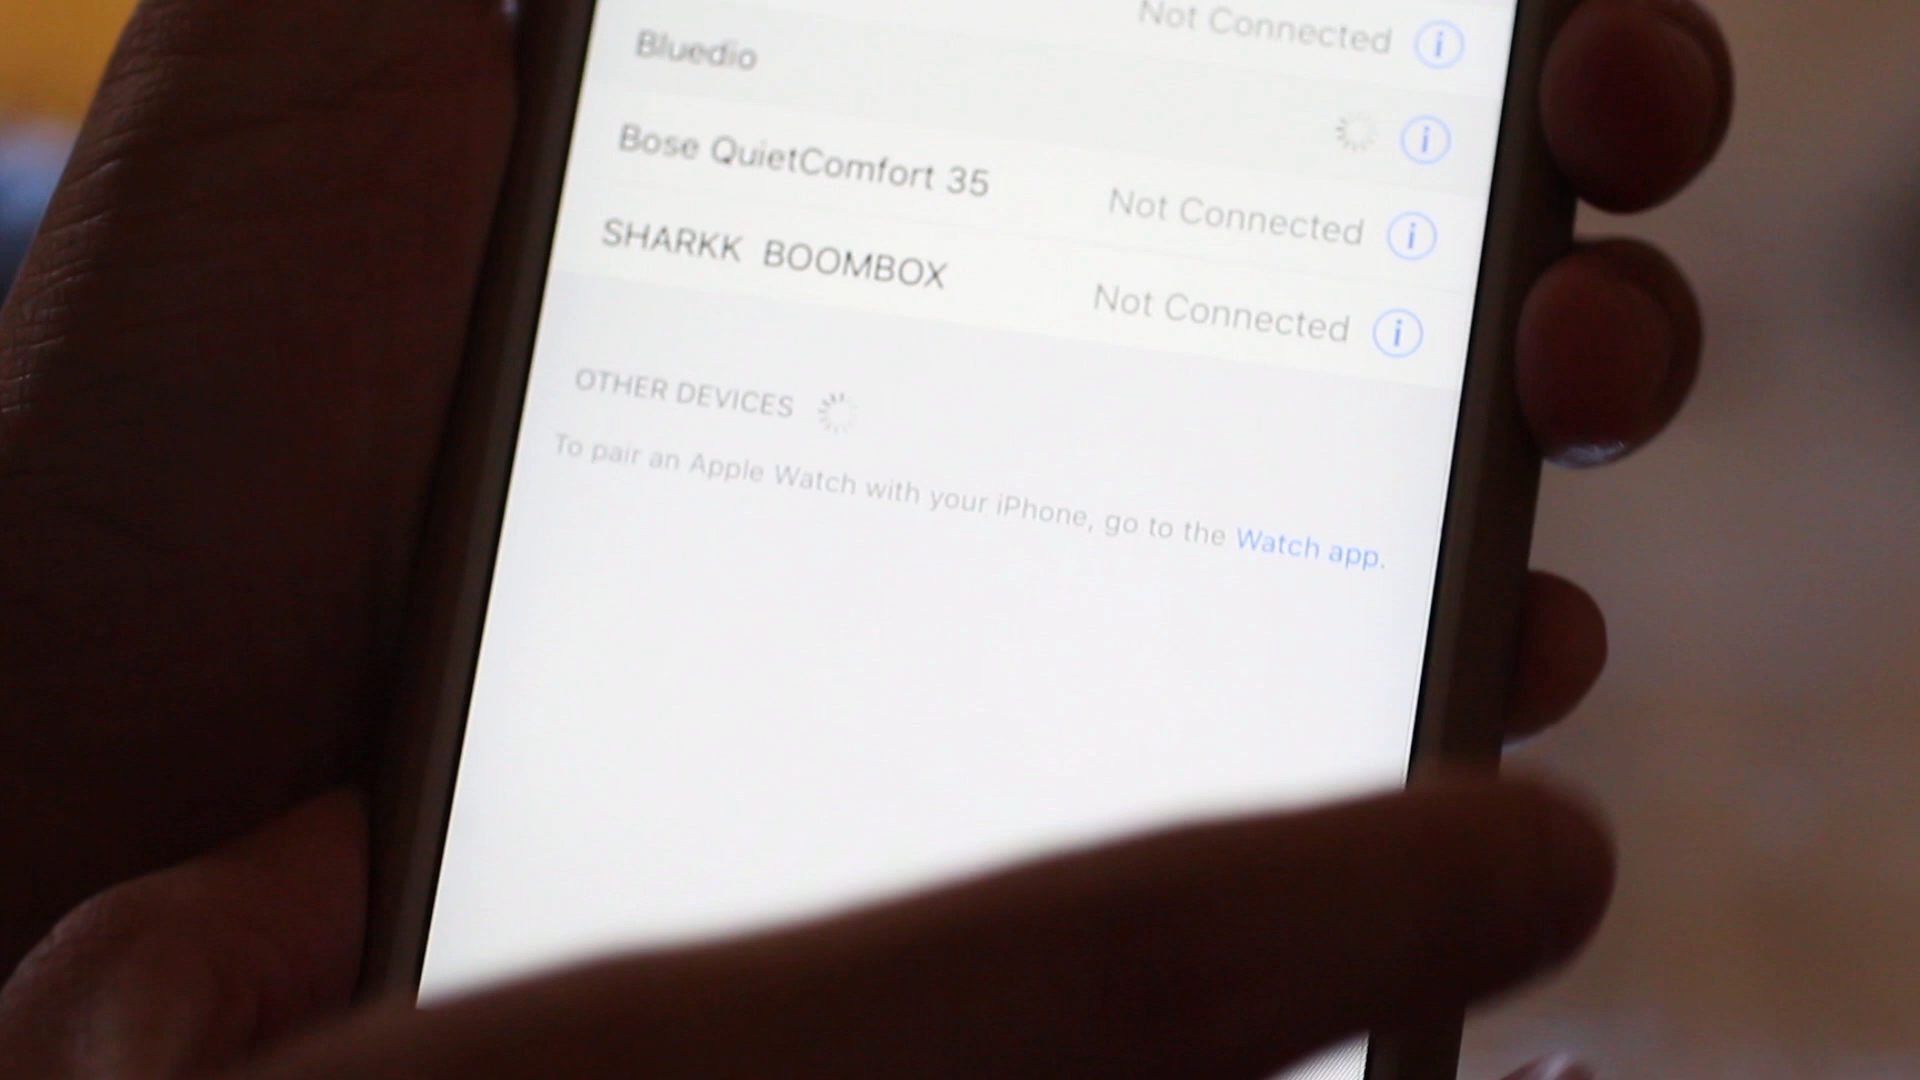 Not Connected
Bluedio
Bose QuietComfort 35 Not Connected
SHARKK BOOMBOX Not Connected
OTHER DEVICES
To pair an Apple Watch with your iPhone, go to the Watch app.